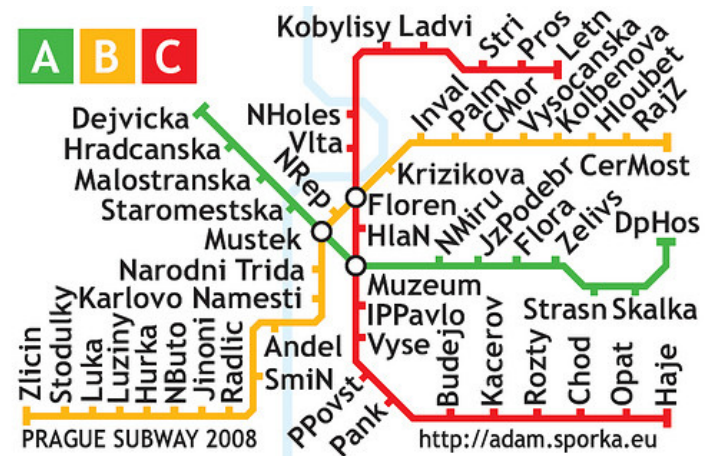 A B C
Kobylisy Ladvi
Stri
Pros
Letn
Dejvicka
NHoles
Inval
Palm
CMor
Vysocanska
Kolbenova
Hloubet
RajZ
Hradcanska
Vlta
Malostranska
NRep
Krizikova
CerMost
Staromestska
Floren
Mustek
HlaN
NMiru
JzPodebr
Flora
Zelivs
DpHos
Narodni Trida
Muzeum
Karlovo Namesti
IPPavlo
Strasn Skalka
Andel
Vyse
SmiN
Zlicin
Stodulky
Luka
Luziny
Hurka
NButo
Jinoni
Radlic
PPovst
Pank
Budejo
Kacerov
Rozty
Chod
Opat
Haje
PRAGUE SUBWAY 2008
http://adam.sporka.eu